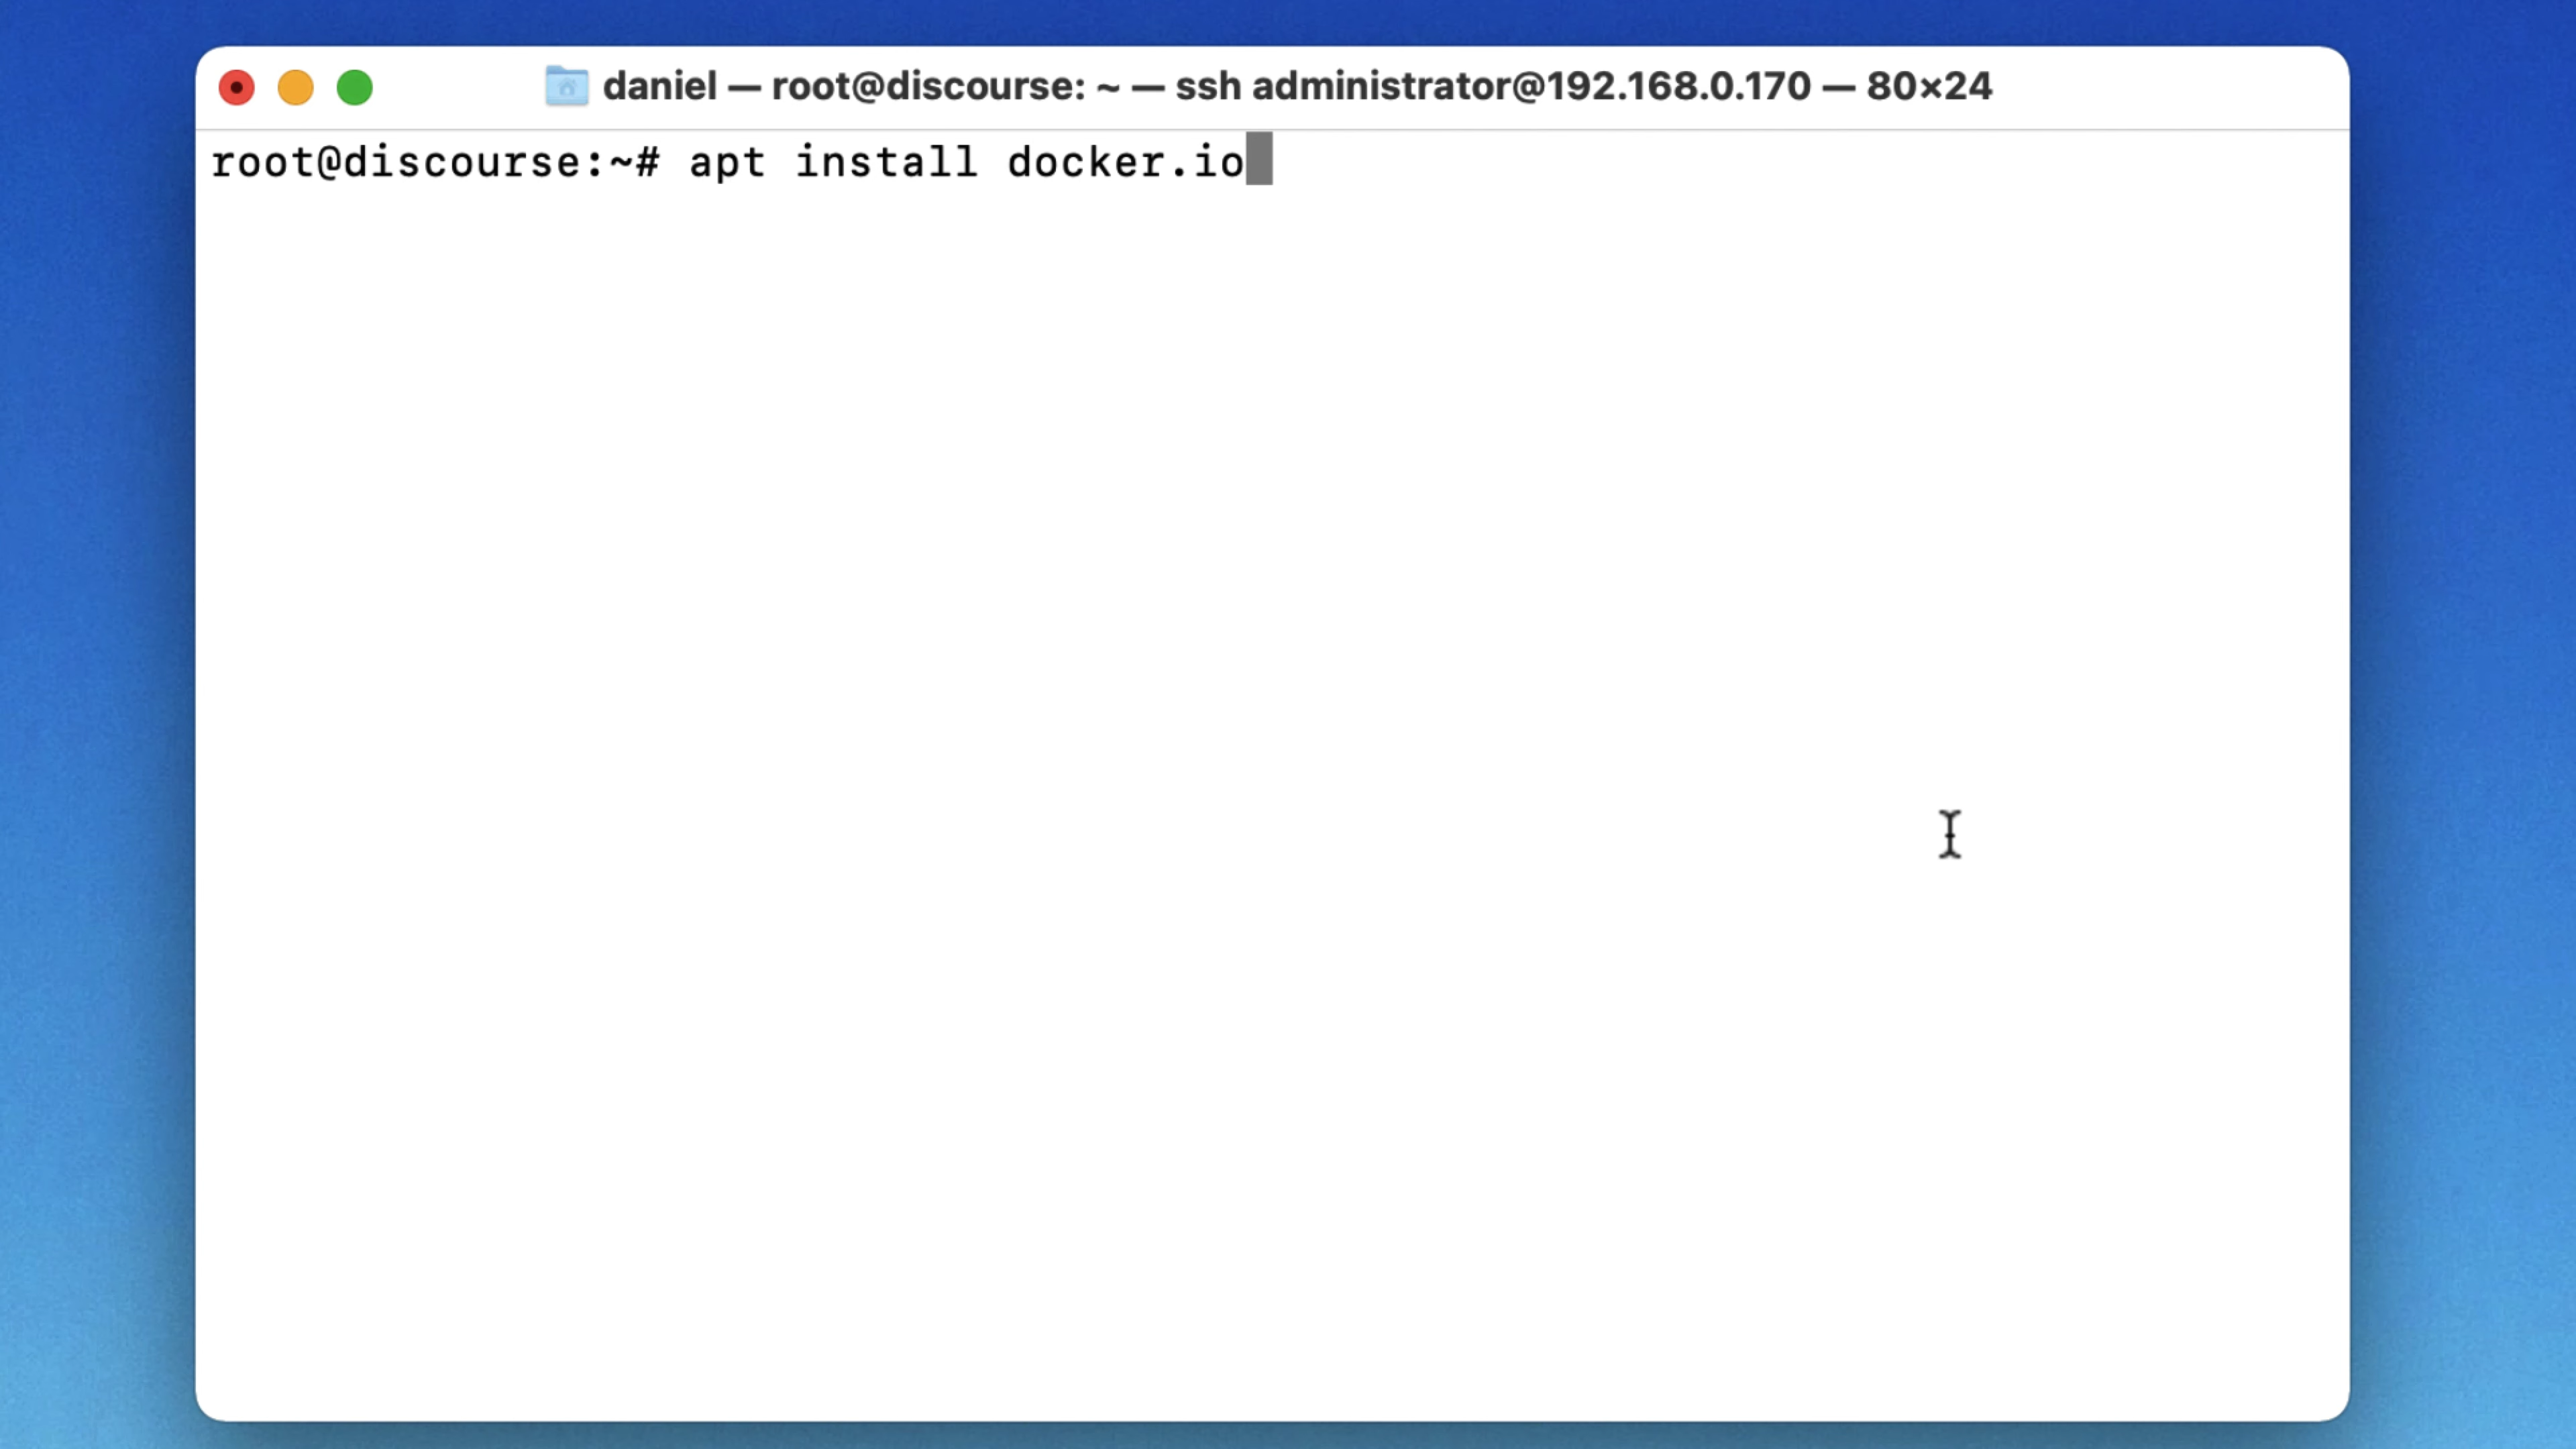 daniel — root@discourse: ~ — ssh administrator@192.168.0.170 — 80×24
root@discourse:~# apt install docker.io